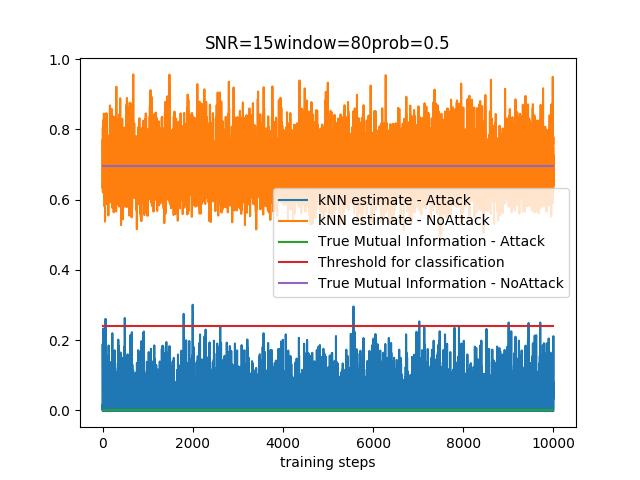 SNR=15window=80prob=0.5
1.0
0.8
0.6
0.4
0.2
0.0
kNN estimate - Attack
kNN estimate - NoAttack
True Mutual Information - Attack
Threshold for classification
True Mutual Information - NoAttack
0 2000 4000 6000 8000 10000
training steps